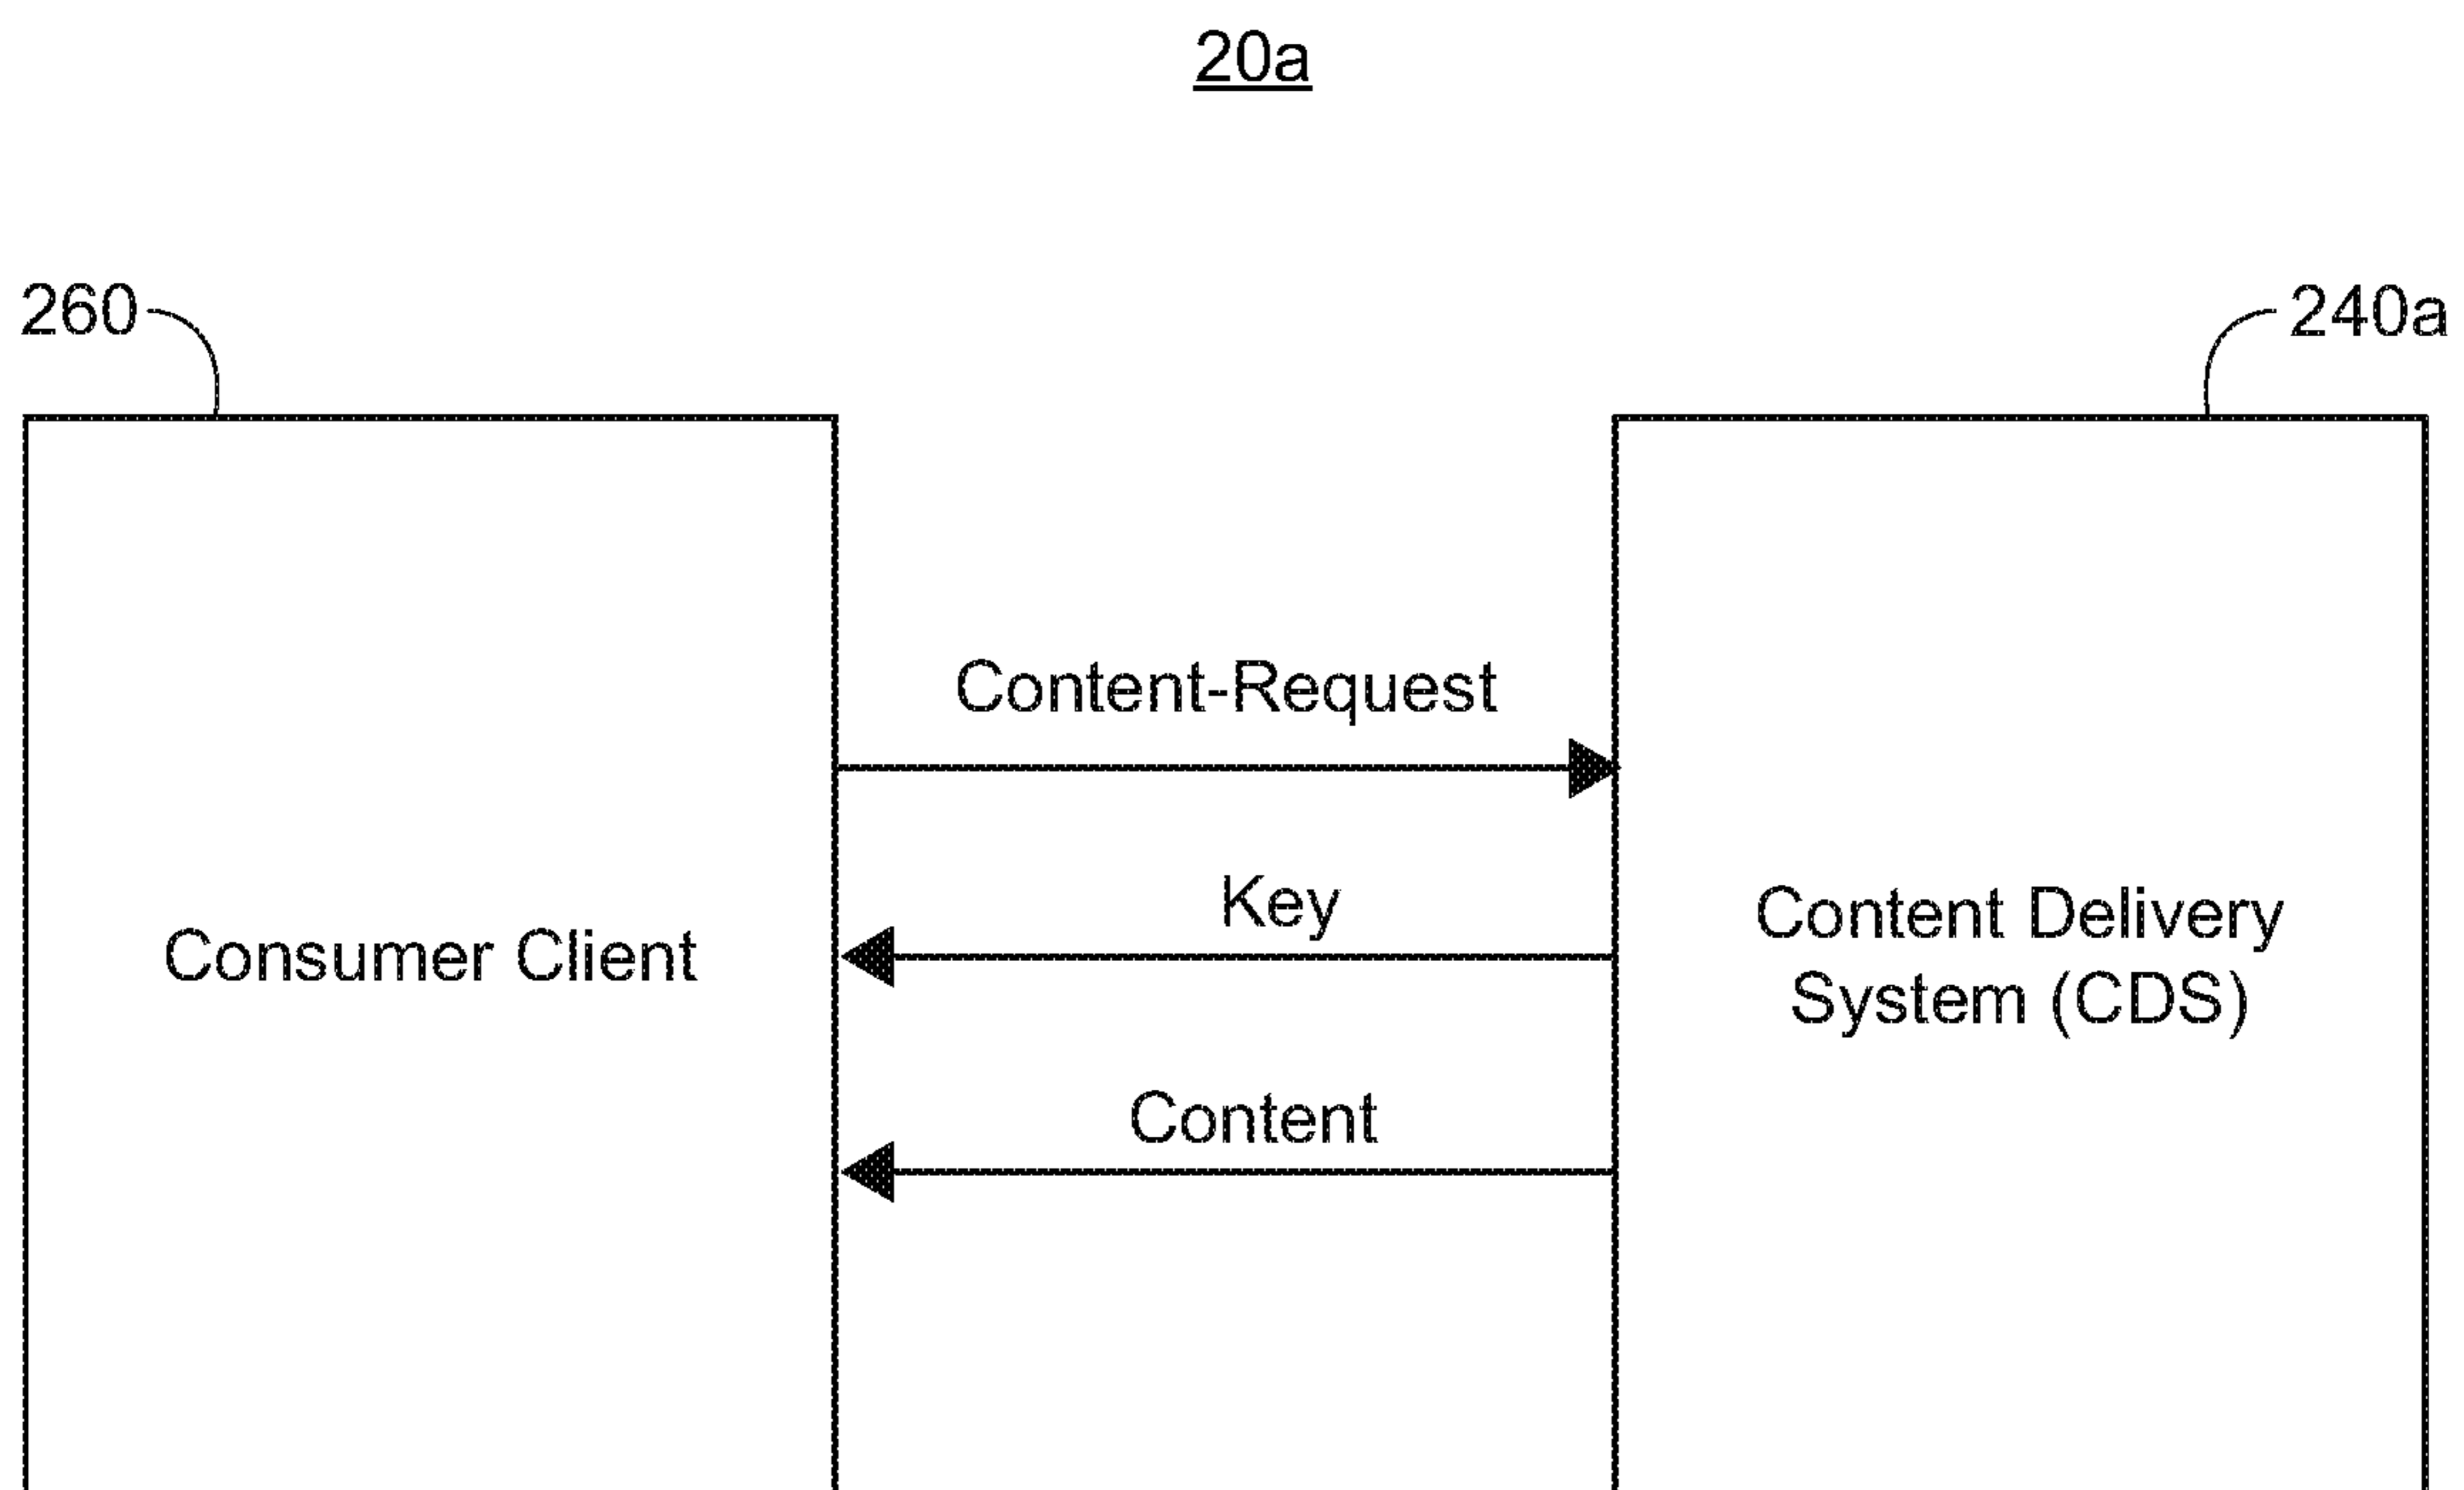 20a
260
240a
Content-Request
Key
Consumer Client
Content Delivery
System (CDS)
Content